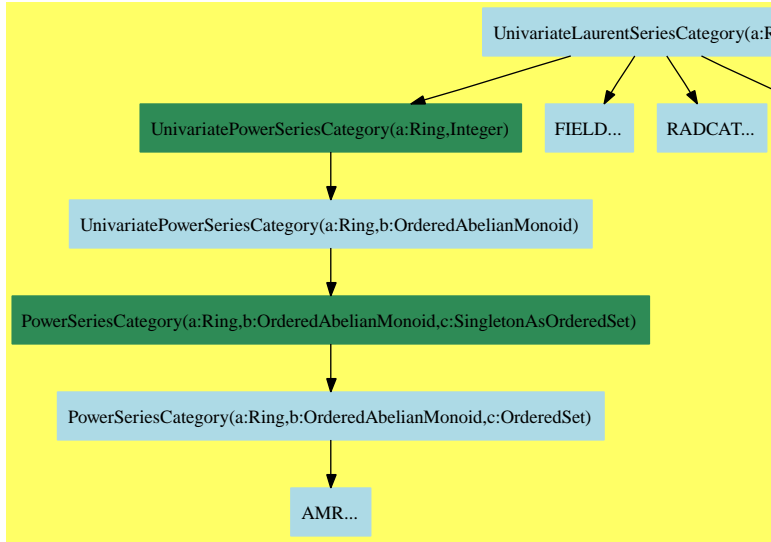 UnivariateLaurentSeriesCategory(a:R
UnivariatePowerSeriesCategory(a:Ring,Integer)
FIELD...
RADCAT...
UnivariatePowerSeriesCategory(a:Ring,b:OrderedAbelianMonoid)
PowerSeriesCategory(a:Ring,b:OrderedAbelianMonoid,c:SingletonAsOrderedSet)
PowerSeriesCategory(a:Ring,b:OrderedAbelianMonoid,c:OrderedSet)
AMR...